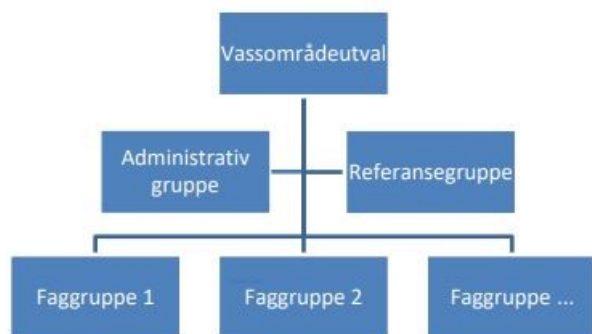 Vassområdeutval
Administrativ
gruppe
Referansegruppe
Faggruppe 1
Faggruppe 2
Faggruppe ...